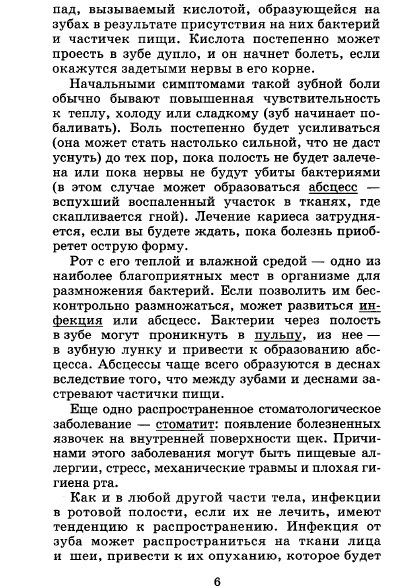 пад, вызываемый кислотой, образующейся на
зубах в результате присутствия на них бактерий
и частичек пищи. Кислота постепенно может
проесть в зубе дупло, и он начнет болеть, если
окажутся задетыми нервы в его корне.
Начальными симптомами такой зубной боли
обычно бывают повышенная чувствительность
к теплу, холоду или сладкому (зуб начинает по-
баливать). Боль постепенно будет усиливаться
(она может стать настолько сильной, что не даст
уснуть) до тех пор, пока полость не будет залече-
на или пока нервы не будут убиты бактериями
(в этом случае может образоваться абсцесс —
вспухший воспаленный участок в тканях, где
скапливается гной). Лечение кариеса затрудня-
ется, если вы будете ждать, пока болезнь приоб-
ретет острую форму.
Рот с его теплой и влажной средой — одно из
наиболее благоприятных мест в организме для
размножения бактерий. Если позволить им бес-
контрольно размножаться, может развиться ин-
фекция или абсцесс. Бактерии через полость
в зубе могут проникнуть в пульпу, из нее —
в зубную лунку и привести к образованию абс-
цесса. Абсцессы чаще всего образуются в деснах
вследствие того, что между зубами и деснами за-
стревают частички пищи.
Еще одно распространенное стоматологическое
заболевание — стоматит: появление болезненных
язвочек на внутренней поверхности щек. Причи-
нами этого заболевания могут быть пищевые ал-
лергии, стресс, механические травмы и плохая ги-
гиена рта.
Как и в любой другой части тела, инфекции
в ротовой полости, если их не лечить, имеют
тенденцию к распространению. Инфекция от
зуба может распространиться на ткани лица
и шеи, привести к их опуханию, которое будет
6